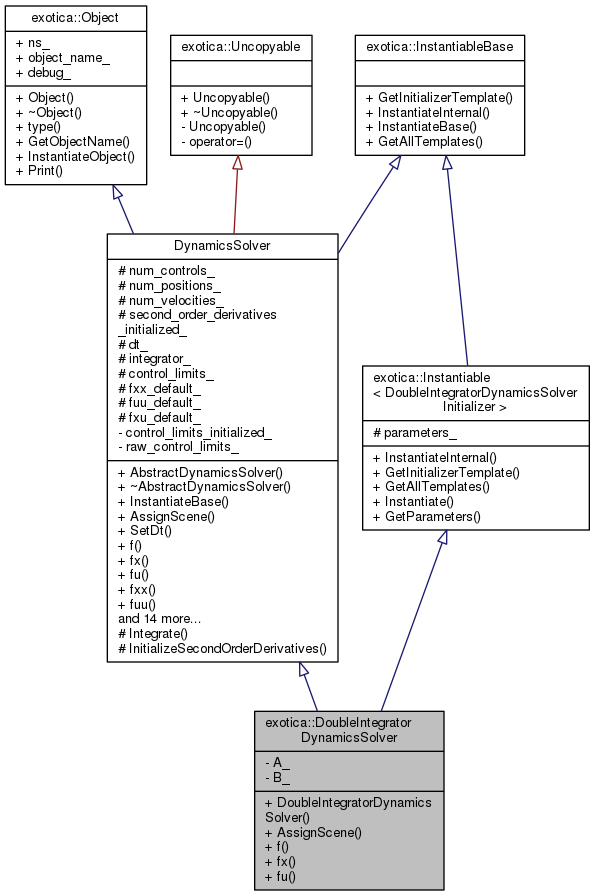 exotica::Object
+ ns_
+ object_name_
+ debug_
+ Object()
+ ~Object()
+ type()
+ GetObjectName()
+ InstantiateObject()
+ Print()
exotica::Uncopyable
+ Uncopyable()
+ ~Uncopyable()
- Uncopyable()
- operator=()
exotica::InstantiableBase
+ GetInitializerTemplate()
+ InstantiateInternal()
+ InstantiateBase()
+ GetAllTemplates()
DynamicsSolver
# num_controls_
# num_positions_
# num_velocities_
# second_order_derivatives
_initialized_
# dt_
# integrator_
# control_limits_
# fxx_default_
# fuu_default_
# fxu_default_
- control_limits_initialized_
- raw_control_limits_
+ AbstractDynamicsSolver()
+ ~AbstractDynamicsSolver()
+ InstantiateBase()
+ AssignScene()
+ SetDt()
+ f()
+ fx()
+ fu()
+ fxx()
+ fuu()
and 14 more...
# Integrate()
# InitializeSecondOrderDerivatives()
exotica::Instantiable
< DoubleIntegratorDynamicsSolver
Initializer >
# parameters_
+ InstantiateInternal()
+ GetInitializerTemplate()
+ GetAllTemplates()
+ Instantiate()
+ GetParameters()
exotica::DoubleIntegrator
DynamicsSolver
- A_
- B_
+ DoubleIntegratorDynamics
Solver()
+ AssignScene()
+ f()
+ fx()
+ fu()